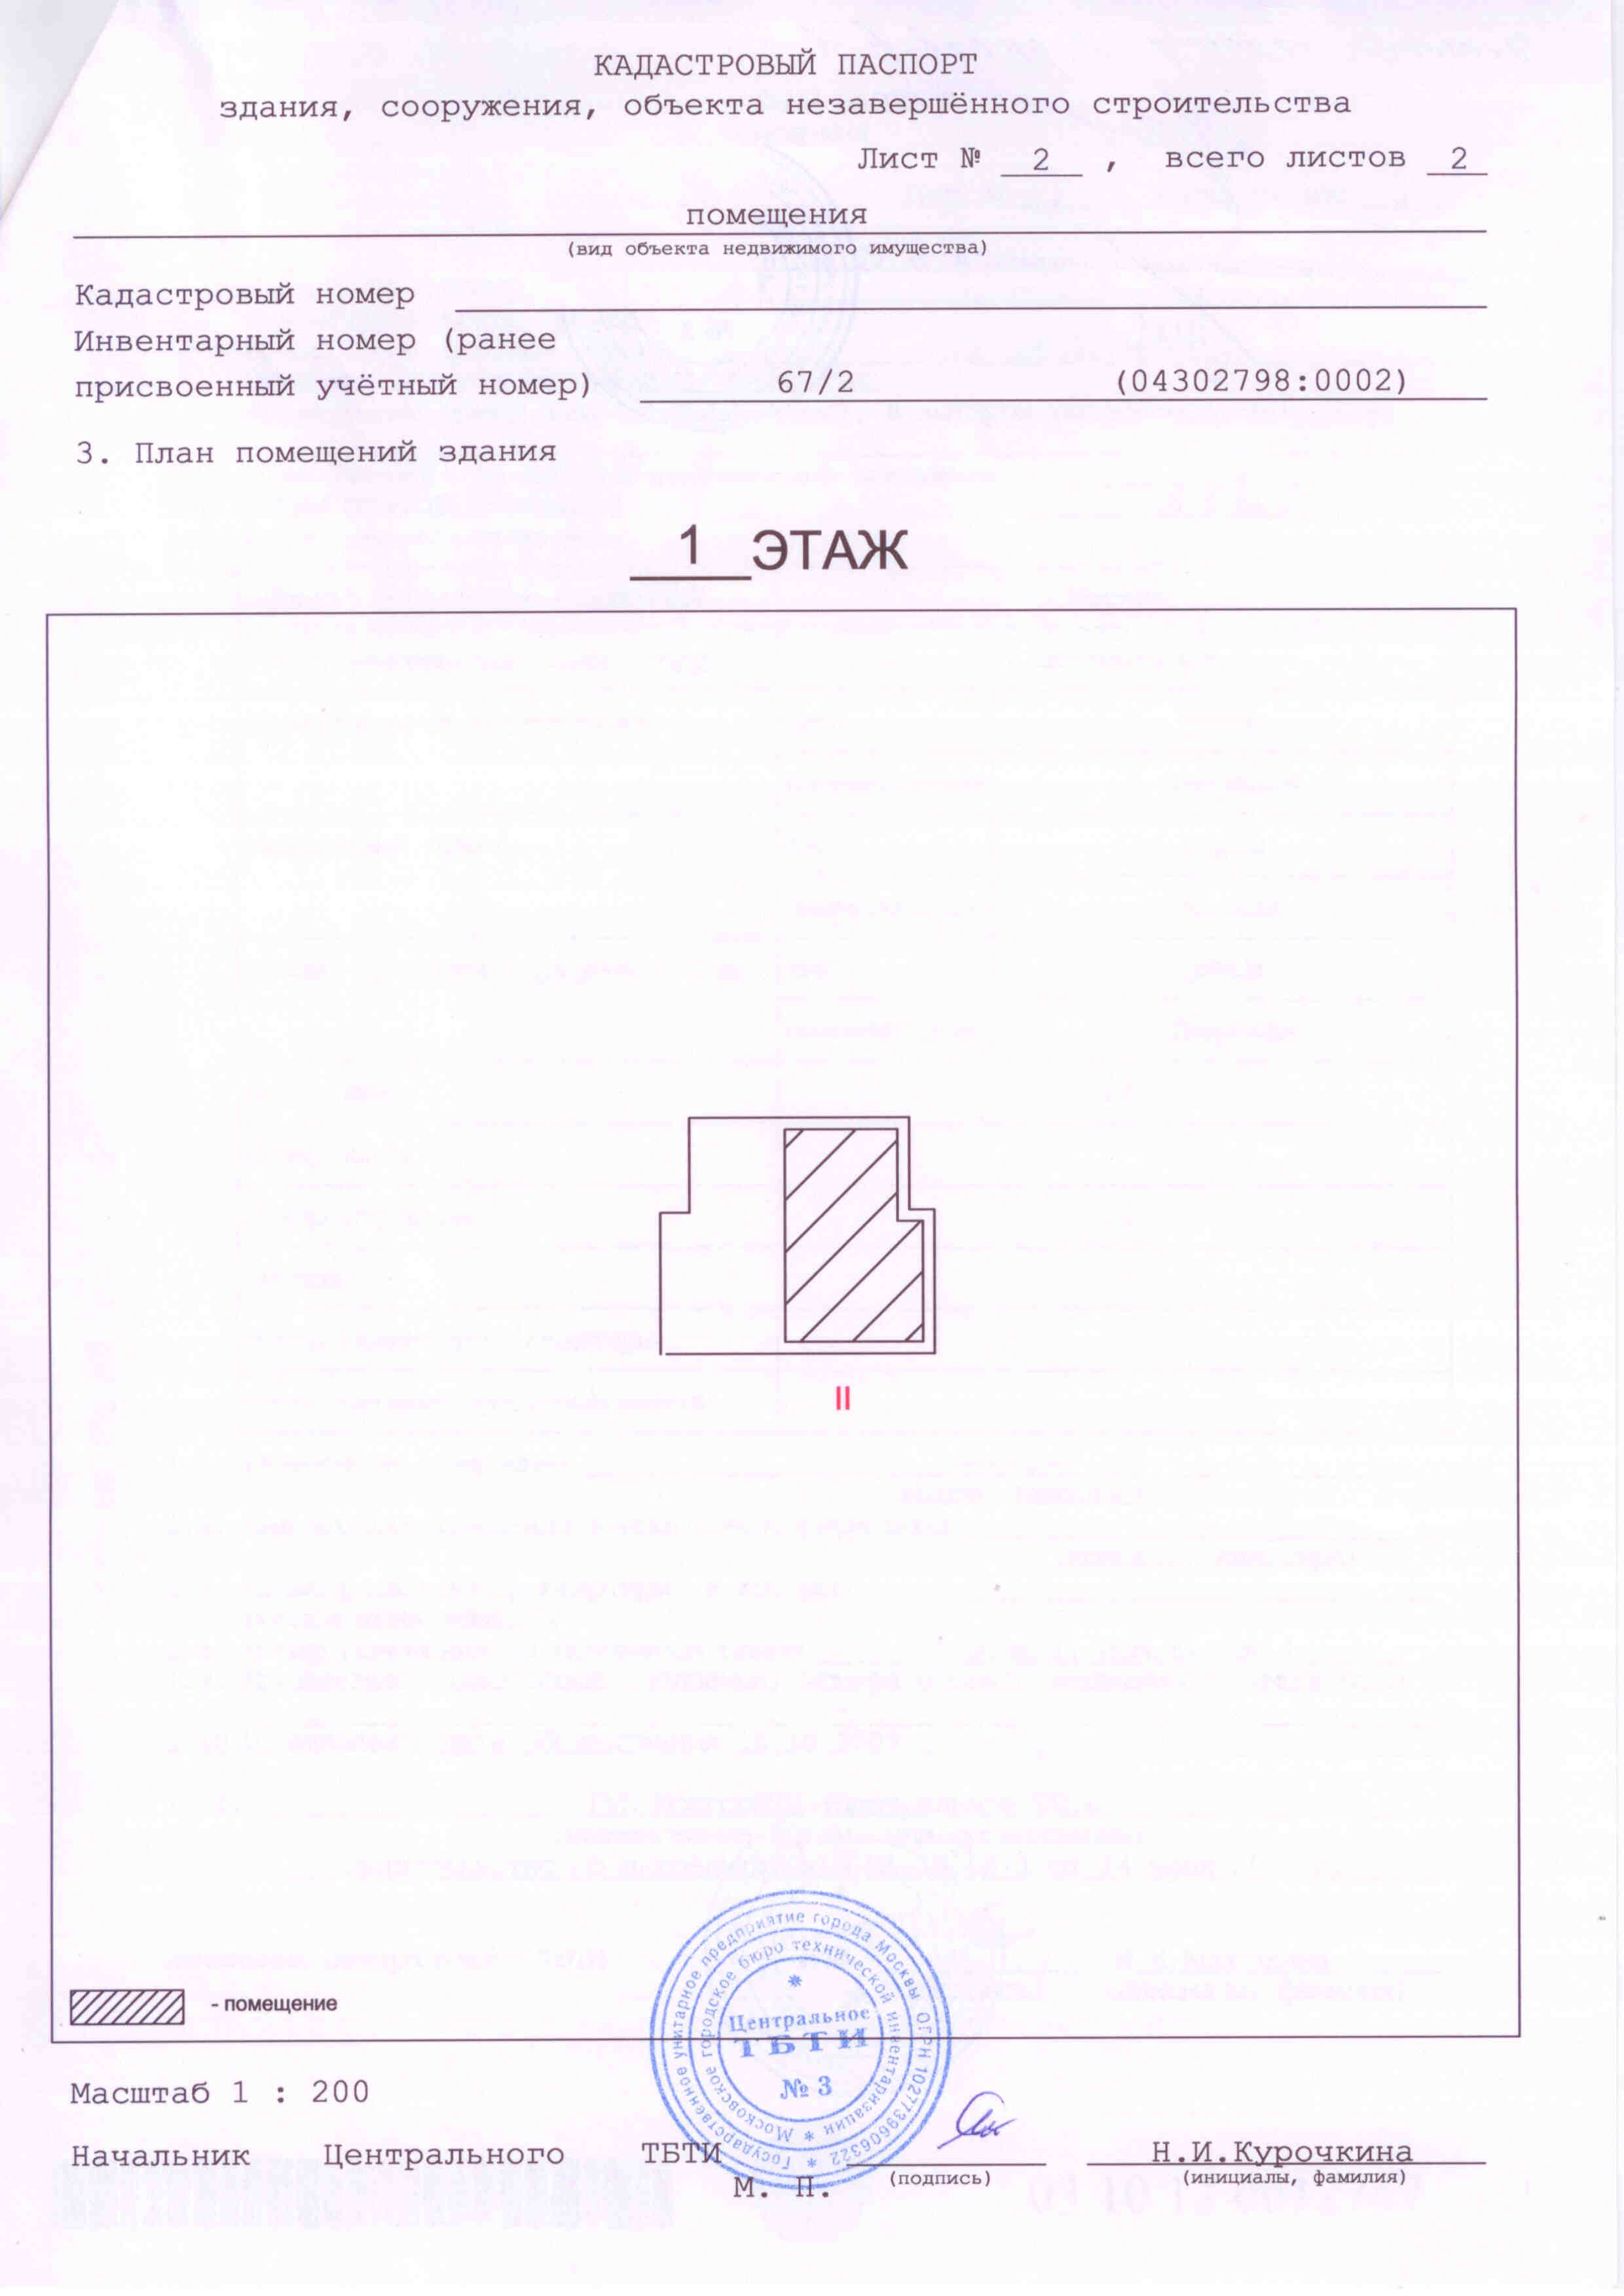 КАДАСТРОВЫЙ ПАСПОРТ
здания, сооружения, объекта незавершённого строительства
Лист № 2 , всего листов 2
помещения
(вид объекта недвижимого имущества)
Кадастровый номер
Инвентарный номер (ранее
присвоенный учётный номер) 67/2 (04302798:0002)
3. План помещений здания
1 ЭТАЖ
II
- помещение
Государственное унитарное предприятие города Москвы ОГРН 1027739606322
Московское городское бюро технической инвентаризации
Центральное
ТБТИ
№ 3
Масштаб 1 : 200
Начальник Центрального ТБТИ Н.И.Курочкина
М. П. (подпись) (инициалы, фамилия)